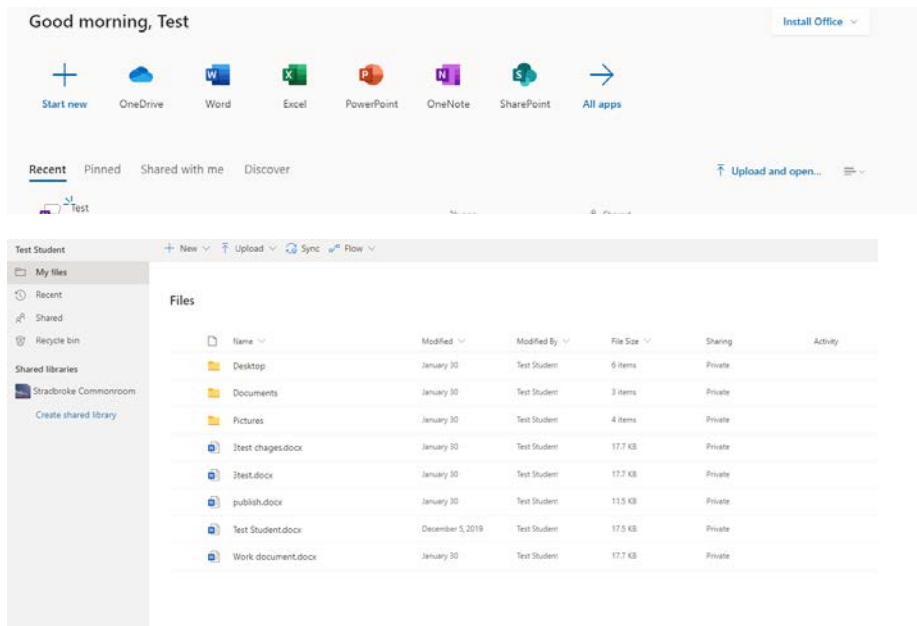 Good morning, Test
Install Office
Start new OneDrive Word Excel PowerPoint OneNote SharePoint All apps
Recent Pinned Shared with me Discover Upload and open...
Test
Test Student New Upload Sync Flow
My files
Recent
Files
Shared
Recycle bin Name Modified Modified By File Size Sharing Activity
Shared libraries
Desktop January 30 Test Student 6 items Private
Stradbroke Commonroom
Documents January 30 Test Student 3 items Private
Create shared library
Pictures January 30 Test Student 4 items Private
3test chages.docx January 30 Test Student 17.7 KB Private
3test.docx January 30 Test Student 17.7 KB Private
publish.docx January 30 Test Student 11.5 KB Private
Test Student.docx December 5, 2019 Test Student 17.5 KB Private
Work document.docx January 30 Test Student 17.7 KB Private